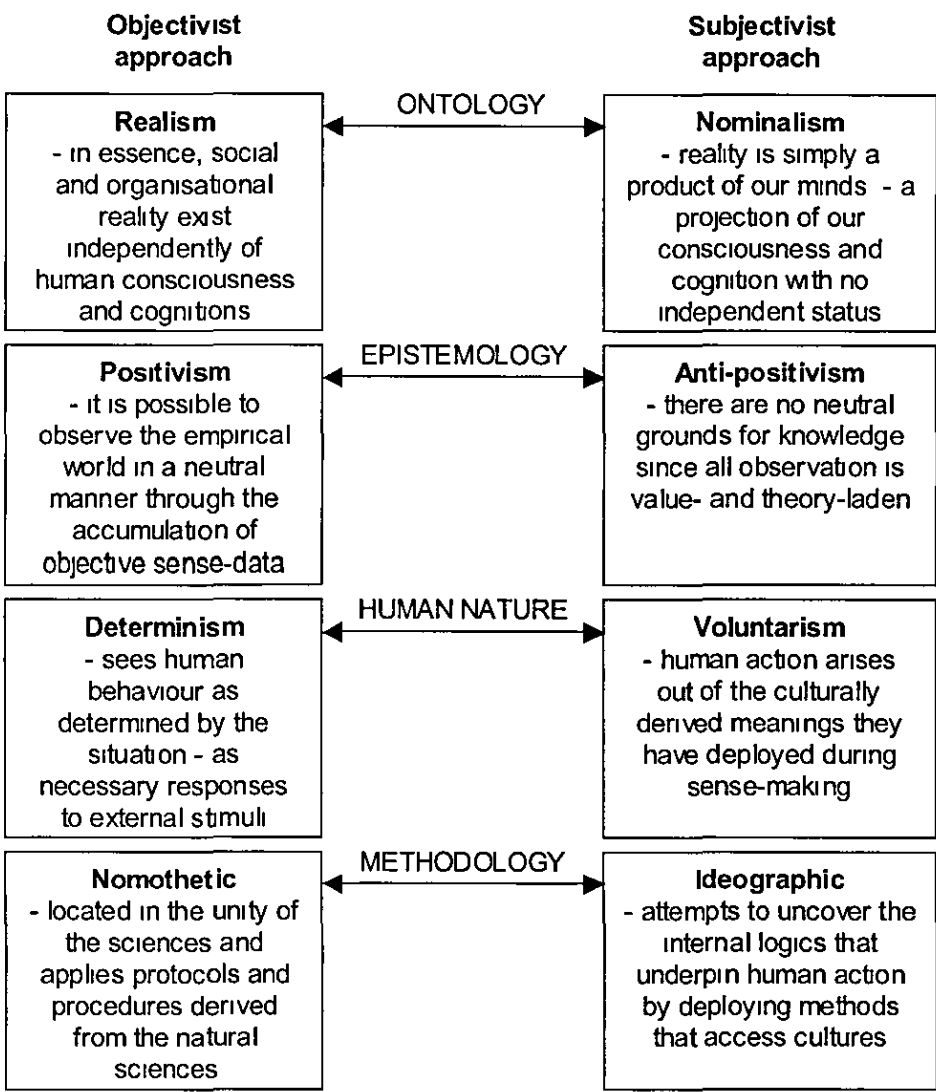 Objectivist
approach
Subjectivist
approach
ONTOLOGY
Realism
- in essence, social
and organisational
reality exist
independently of
human consciousness
and cognitions
Nominalism
- reality is simply a
product of our minds - a
projection of our
consciousness and
cognition with no
independent status
EPISTEMOLOGY
Positivism
- it is possible to
observe the empirical
world in a neutral
manner through the
accumulation of
objective sense-data
Anti-positivism
- there are no neutral
grounds for knowledge
since all observation is
value- and theory-laden
HUMAN NATURE
Determinism
- sees human
behaviour as
determined by the
situation - as
necessary responses
to external stimuli
Voluntarism
- human action arises
out of the culturally
derived meanings they
have deployed during
sense-making
METHODOLOGY
Nomothetic
- located in the unity of
the sciences and
applies protocols and
procedures derived
from the natural
sciences
Ideographic
- attempts to uncover the
internal logics that
underpin human action
by deploying methods
that access cultures